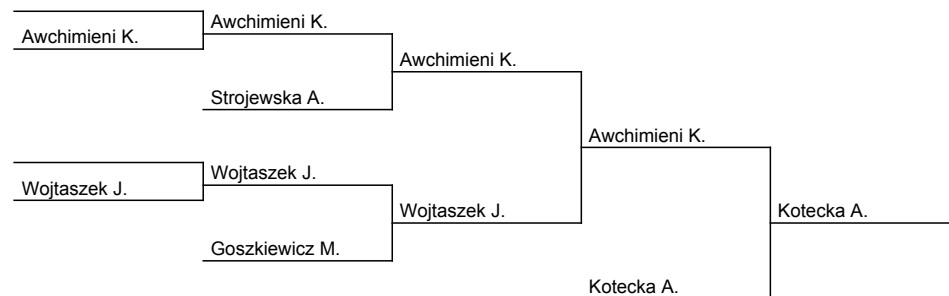 Awchimieni K.
Awchimieni K.
Awchimieni K.
Strojewska A.
Awchimieni K.
Wojtaszek J.
Wojtaszek J.
Wojtaszek J.
Kotecka A.
Goszkiewicz M.
Kotecka A.